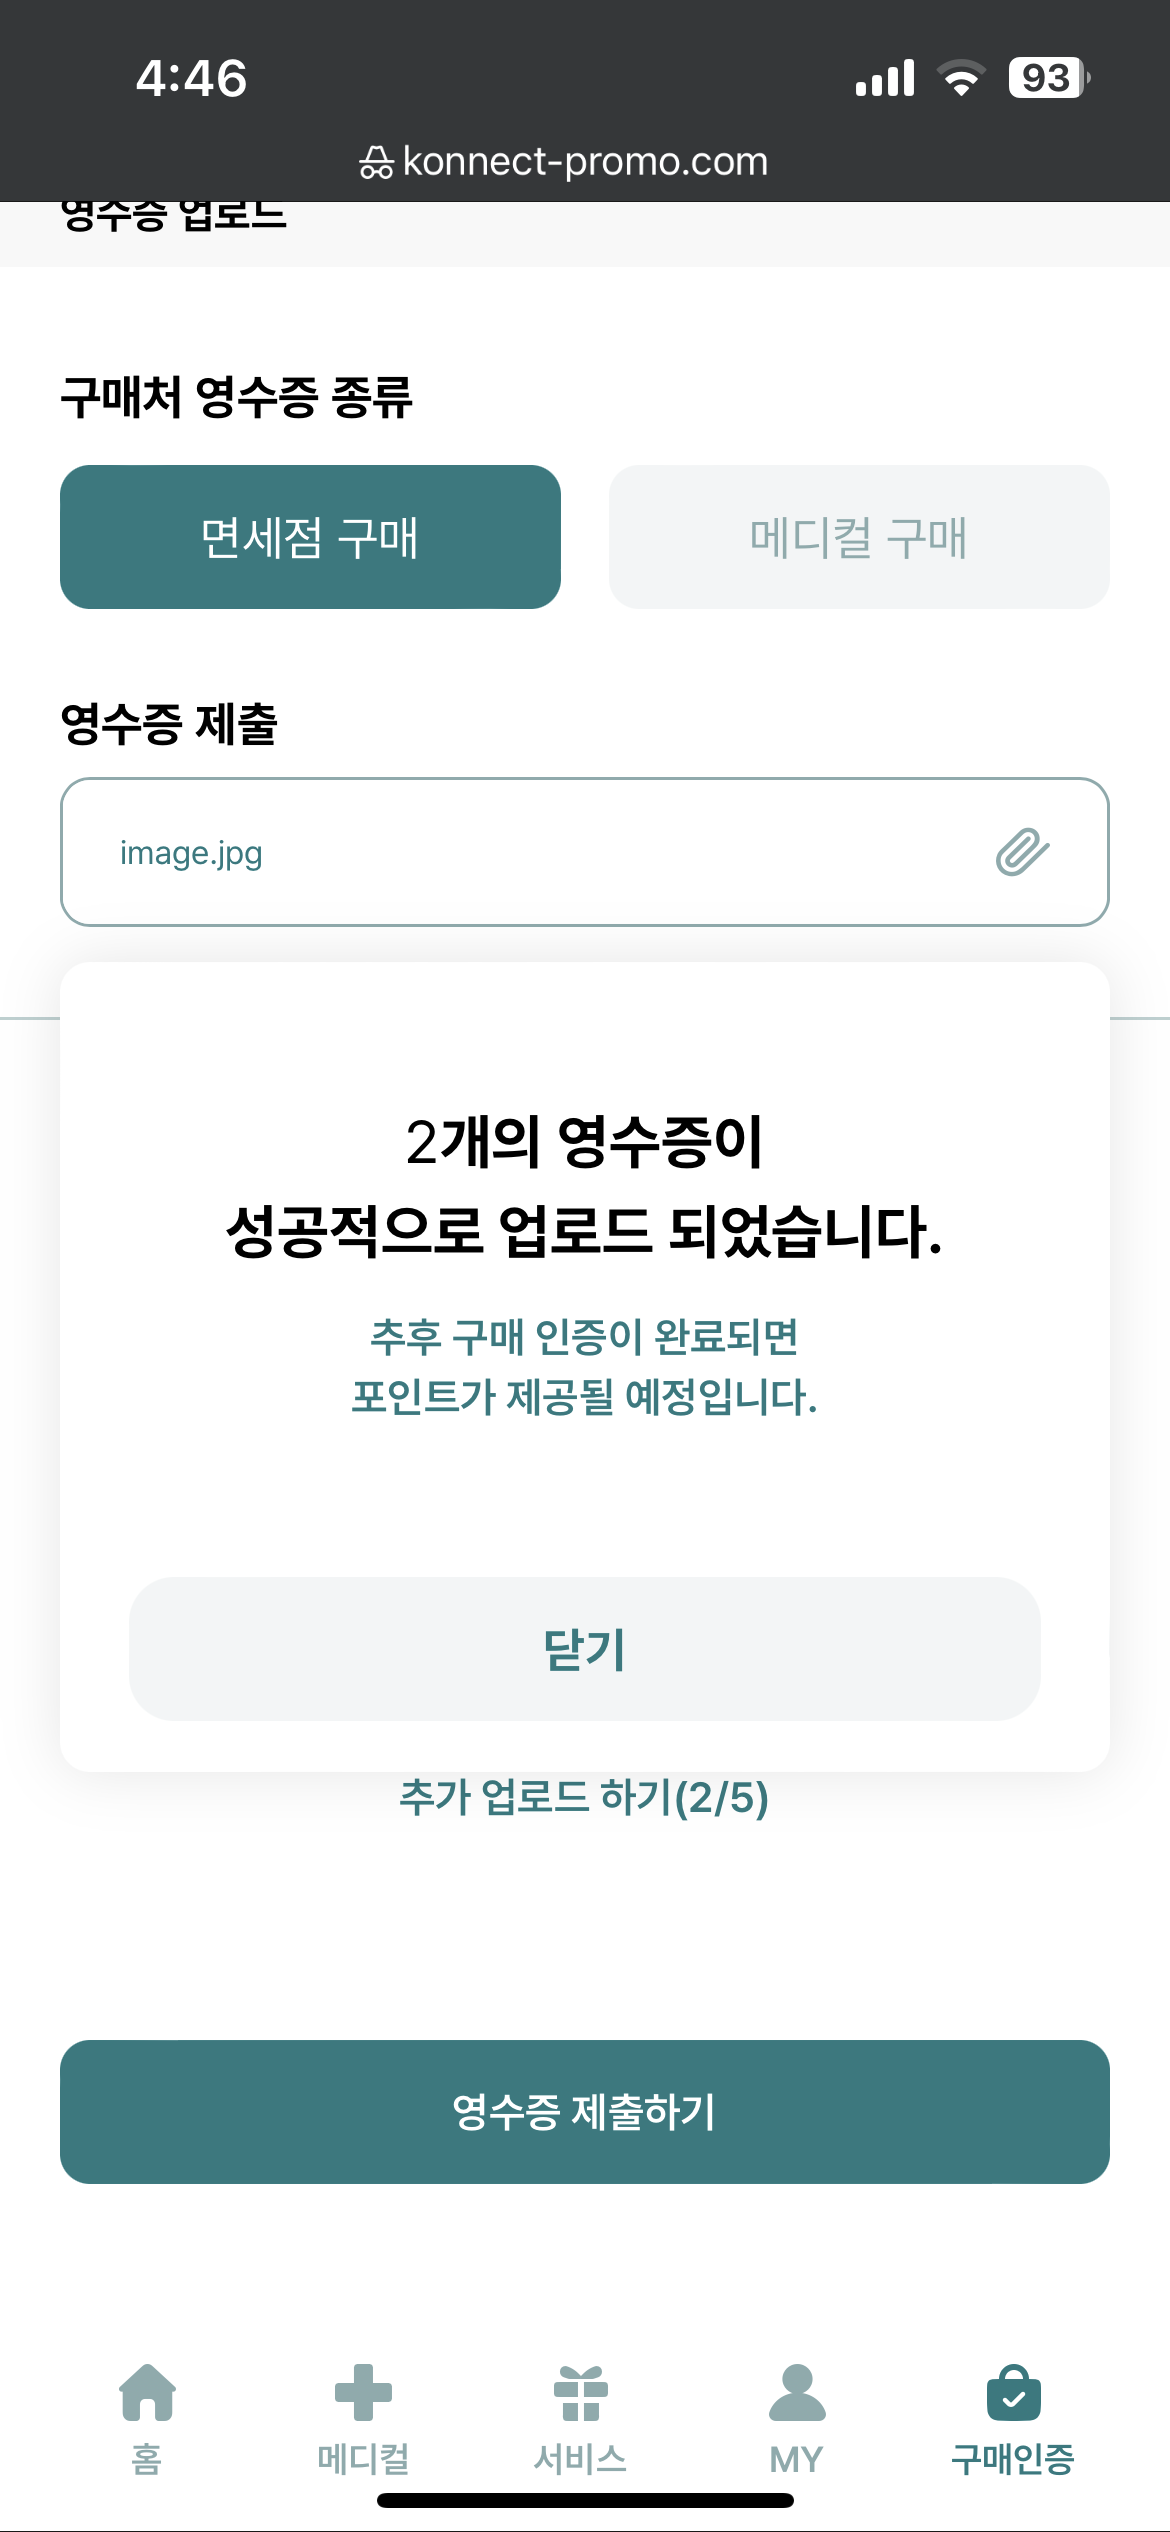 4:46
93
konnect-promo.com
영수증 업로드
구매처 영수증 종류
면세점 구매
메디컬 구매
영수증 제출
image.jpg
2개의 영수증이
성공적으로 업로드 되었습니다.
추후 구매 인증이 완료되면
포인트가 제공될 예정입니다.
닫기
추가 업로드 하기(2/5)
영수증 제출하기
홈
메디컬
서비스
MY
구매인증